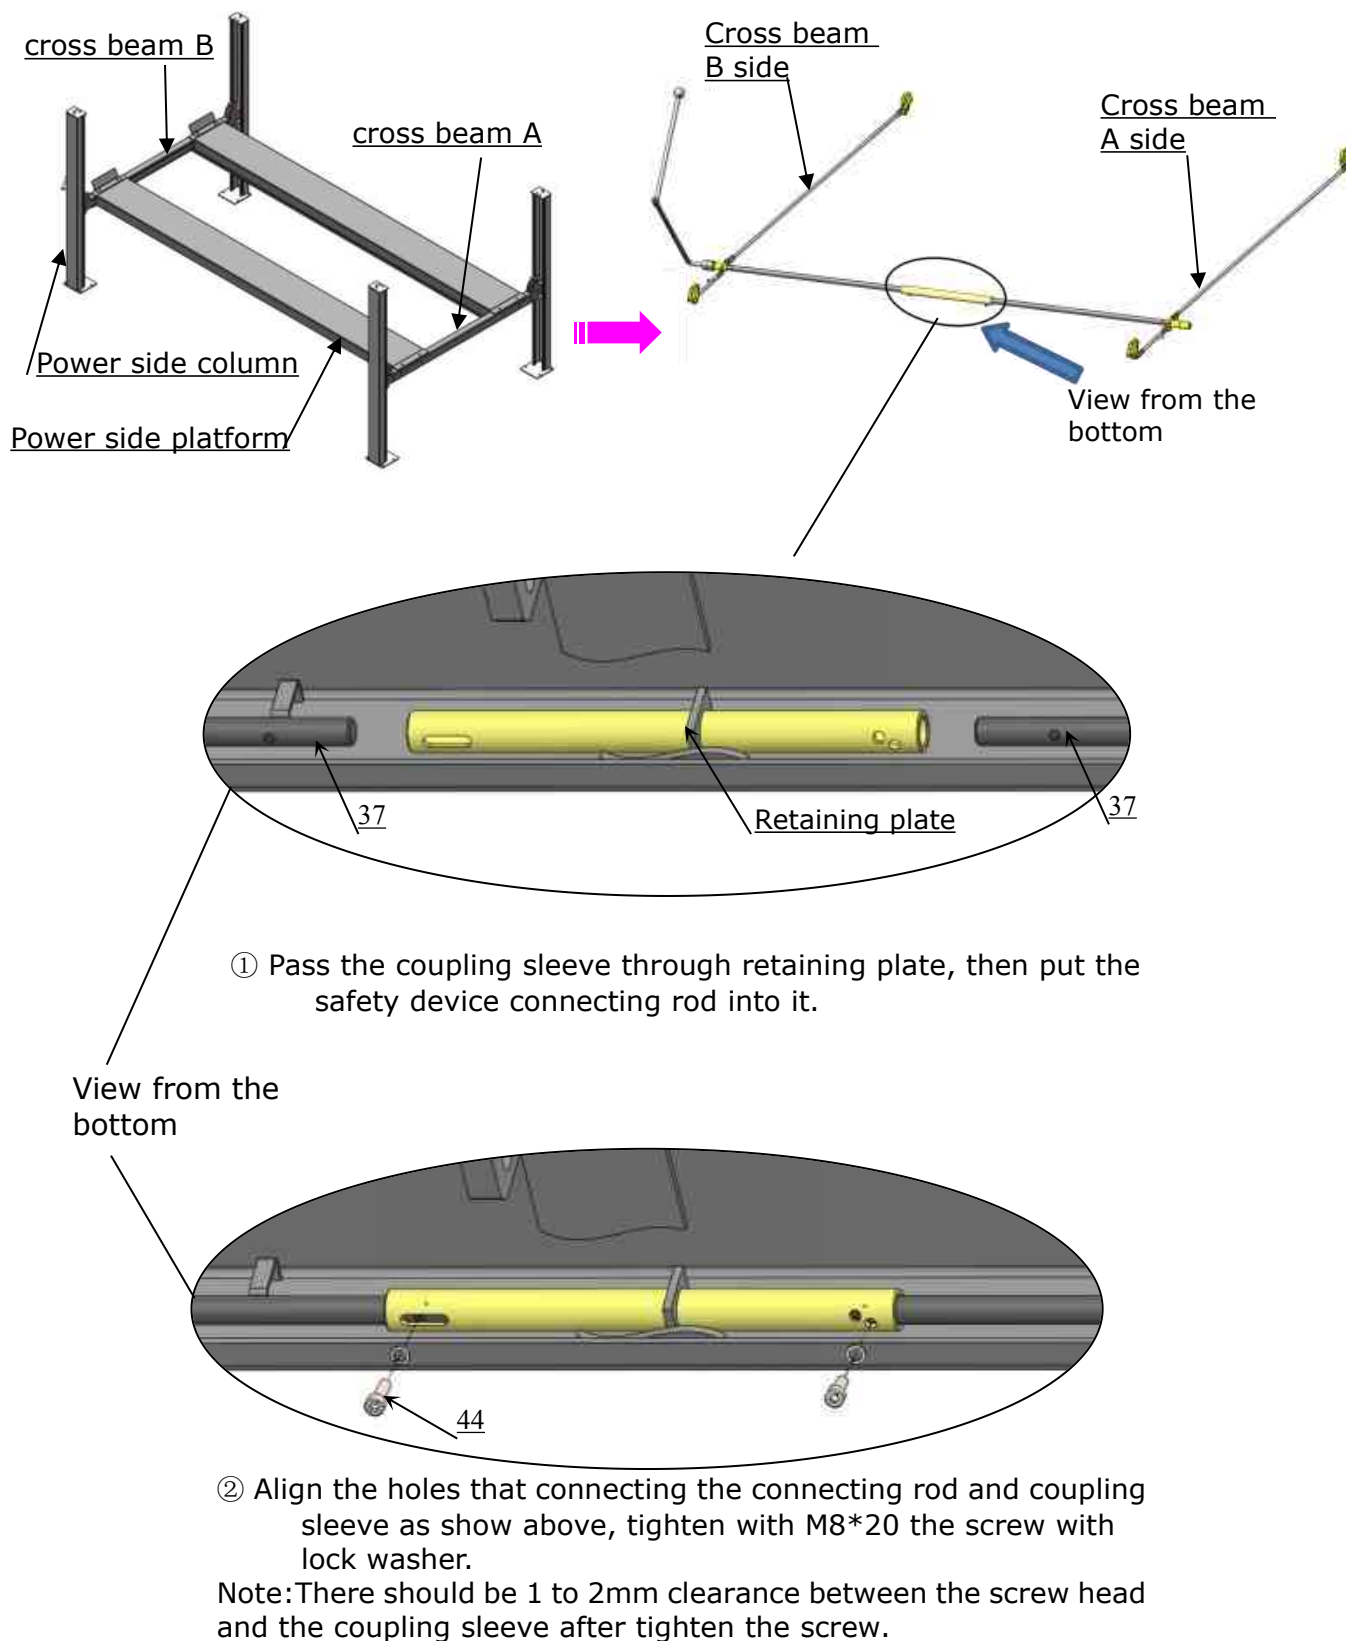 cross beam B
cross beam A
Power side column
Power side platform
Cross beam
B side
Cross beam
A side
View from the
bottom
37
Retaining plate
37
① Pass the coupling sleeve through retaining plate, then put the
safety device connecting rod into it.
View from the
bottom
44
② Align the holes that connecting the connecting rod and coupling
sleeve as show above, tighten with M8*20 the screw with
lock washer.
Note:There should be 1 to 2mm clearance between the screw head
and the coupling sleeve after tighten the screw.